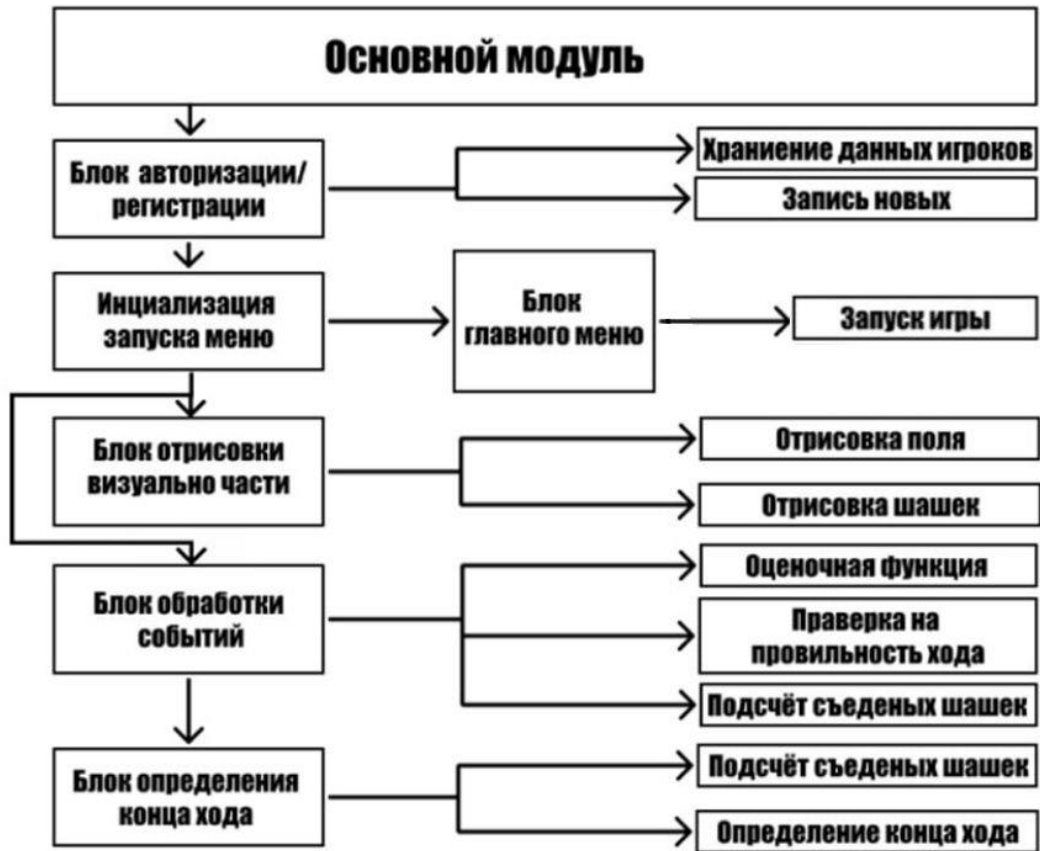 Основной модуль
Блок авторизации/
регистрации
Храниение данных игроков
Запись новых
Инциализация
запуска меню
Блок
главного меню
Запуск игры
Блок отрисовки
визуально части
Отрисовка поля
Отрисовка шашек
Блок обработки
событий
Оценочная функция
Праверка на
провильность хода
Подсчёт съеденых шашек
Блок определения
конца хода
Подсчёт съеденых шашек
Определение конца хода